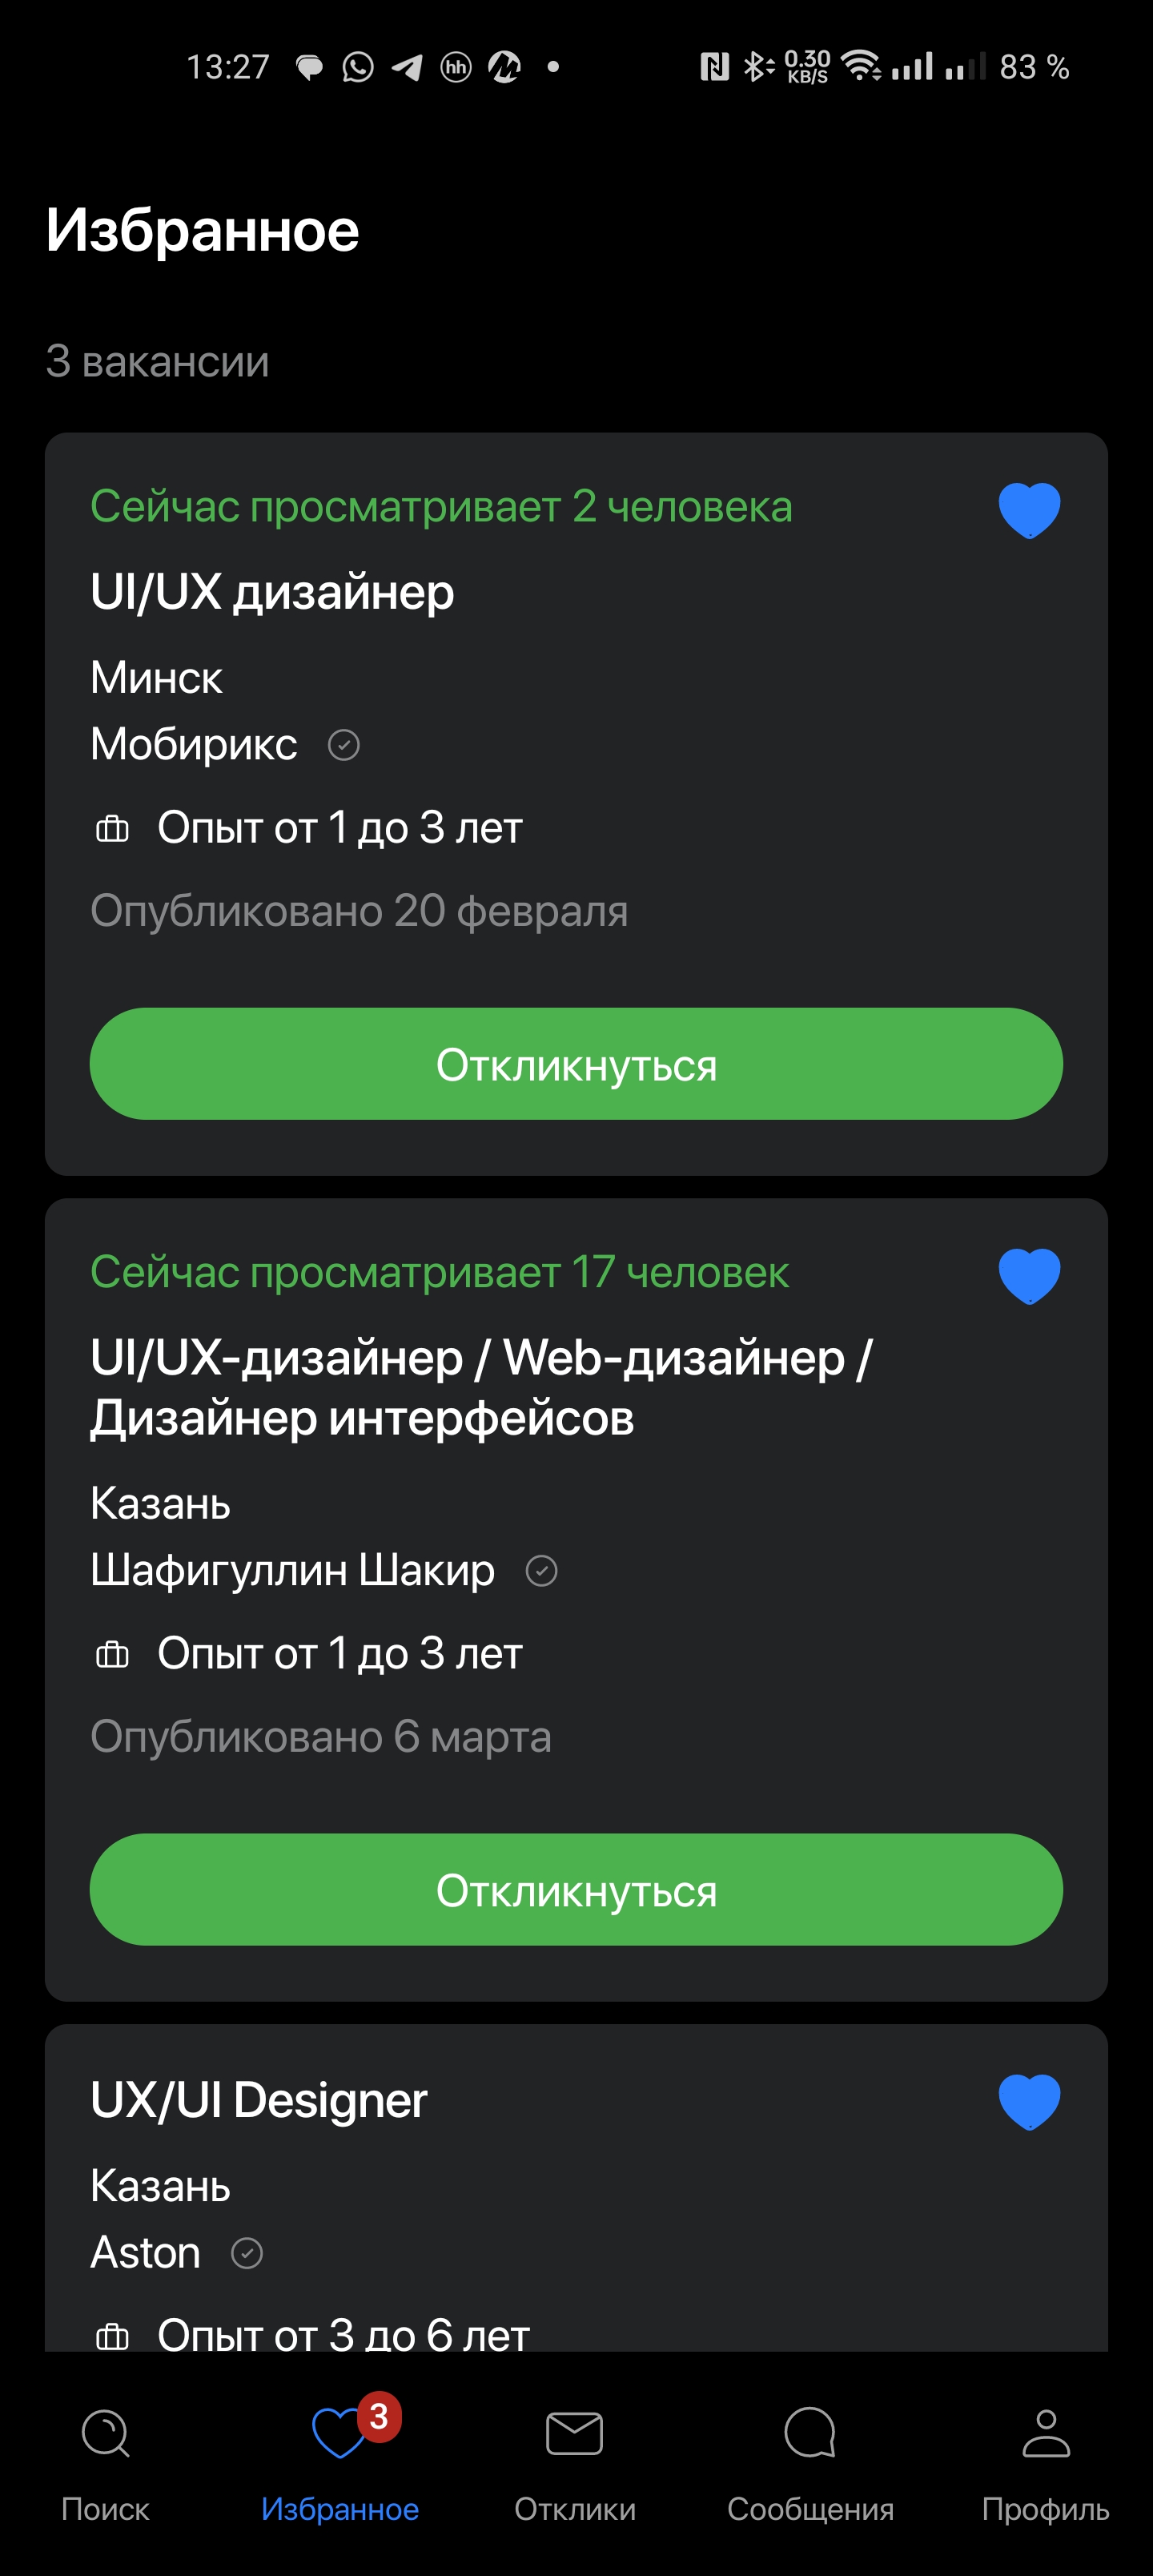 13:27
hh
0.30
KB/S
83 %
Избранное
3 вакансии
Сейчас просматривает 2 человека
UI/UX дизайнер
Минск
Мобирикс
Опыт от 1 до 3 лет
Опубликовано 20 февраля
Откликнуться
Сейчас просматривает 17 человек
UI/UX-дизайнер / Web-дизайнер /
Дизайнер интерфейсов
Казань
Шафигуллин Шакир
Опыт от 1 до 3 лет
Опубликовано 6 марта
Откликнуться
UX/UI Designer
Казань
Aston
Опыт от 3 до 6 лет
3
Поиск
Избранное
Отклики
Сообщения
Профиль